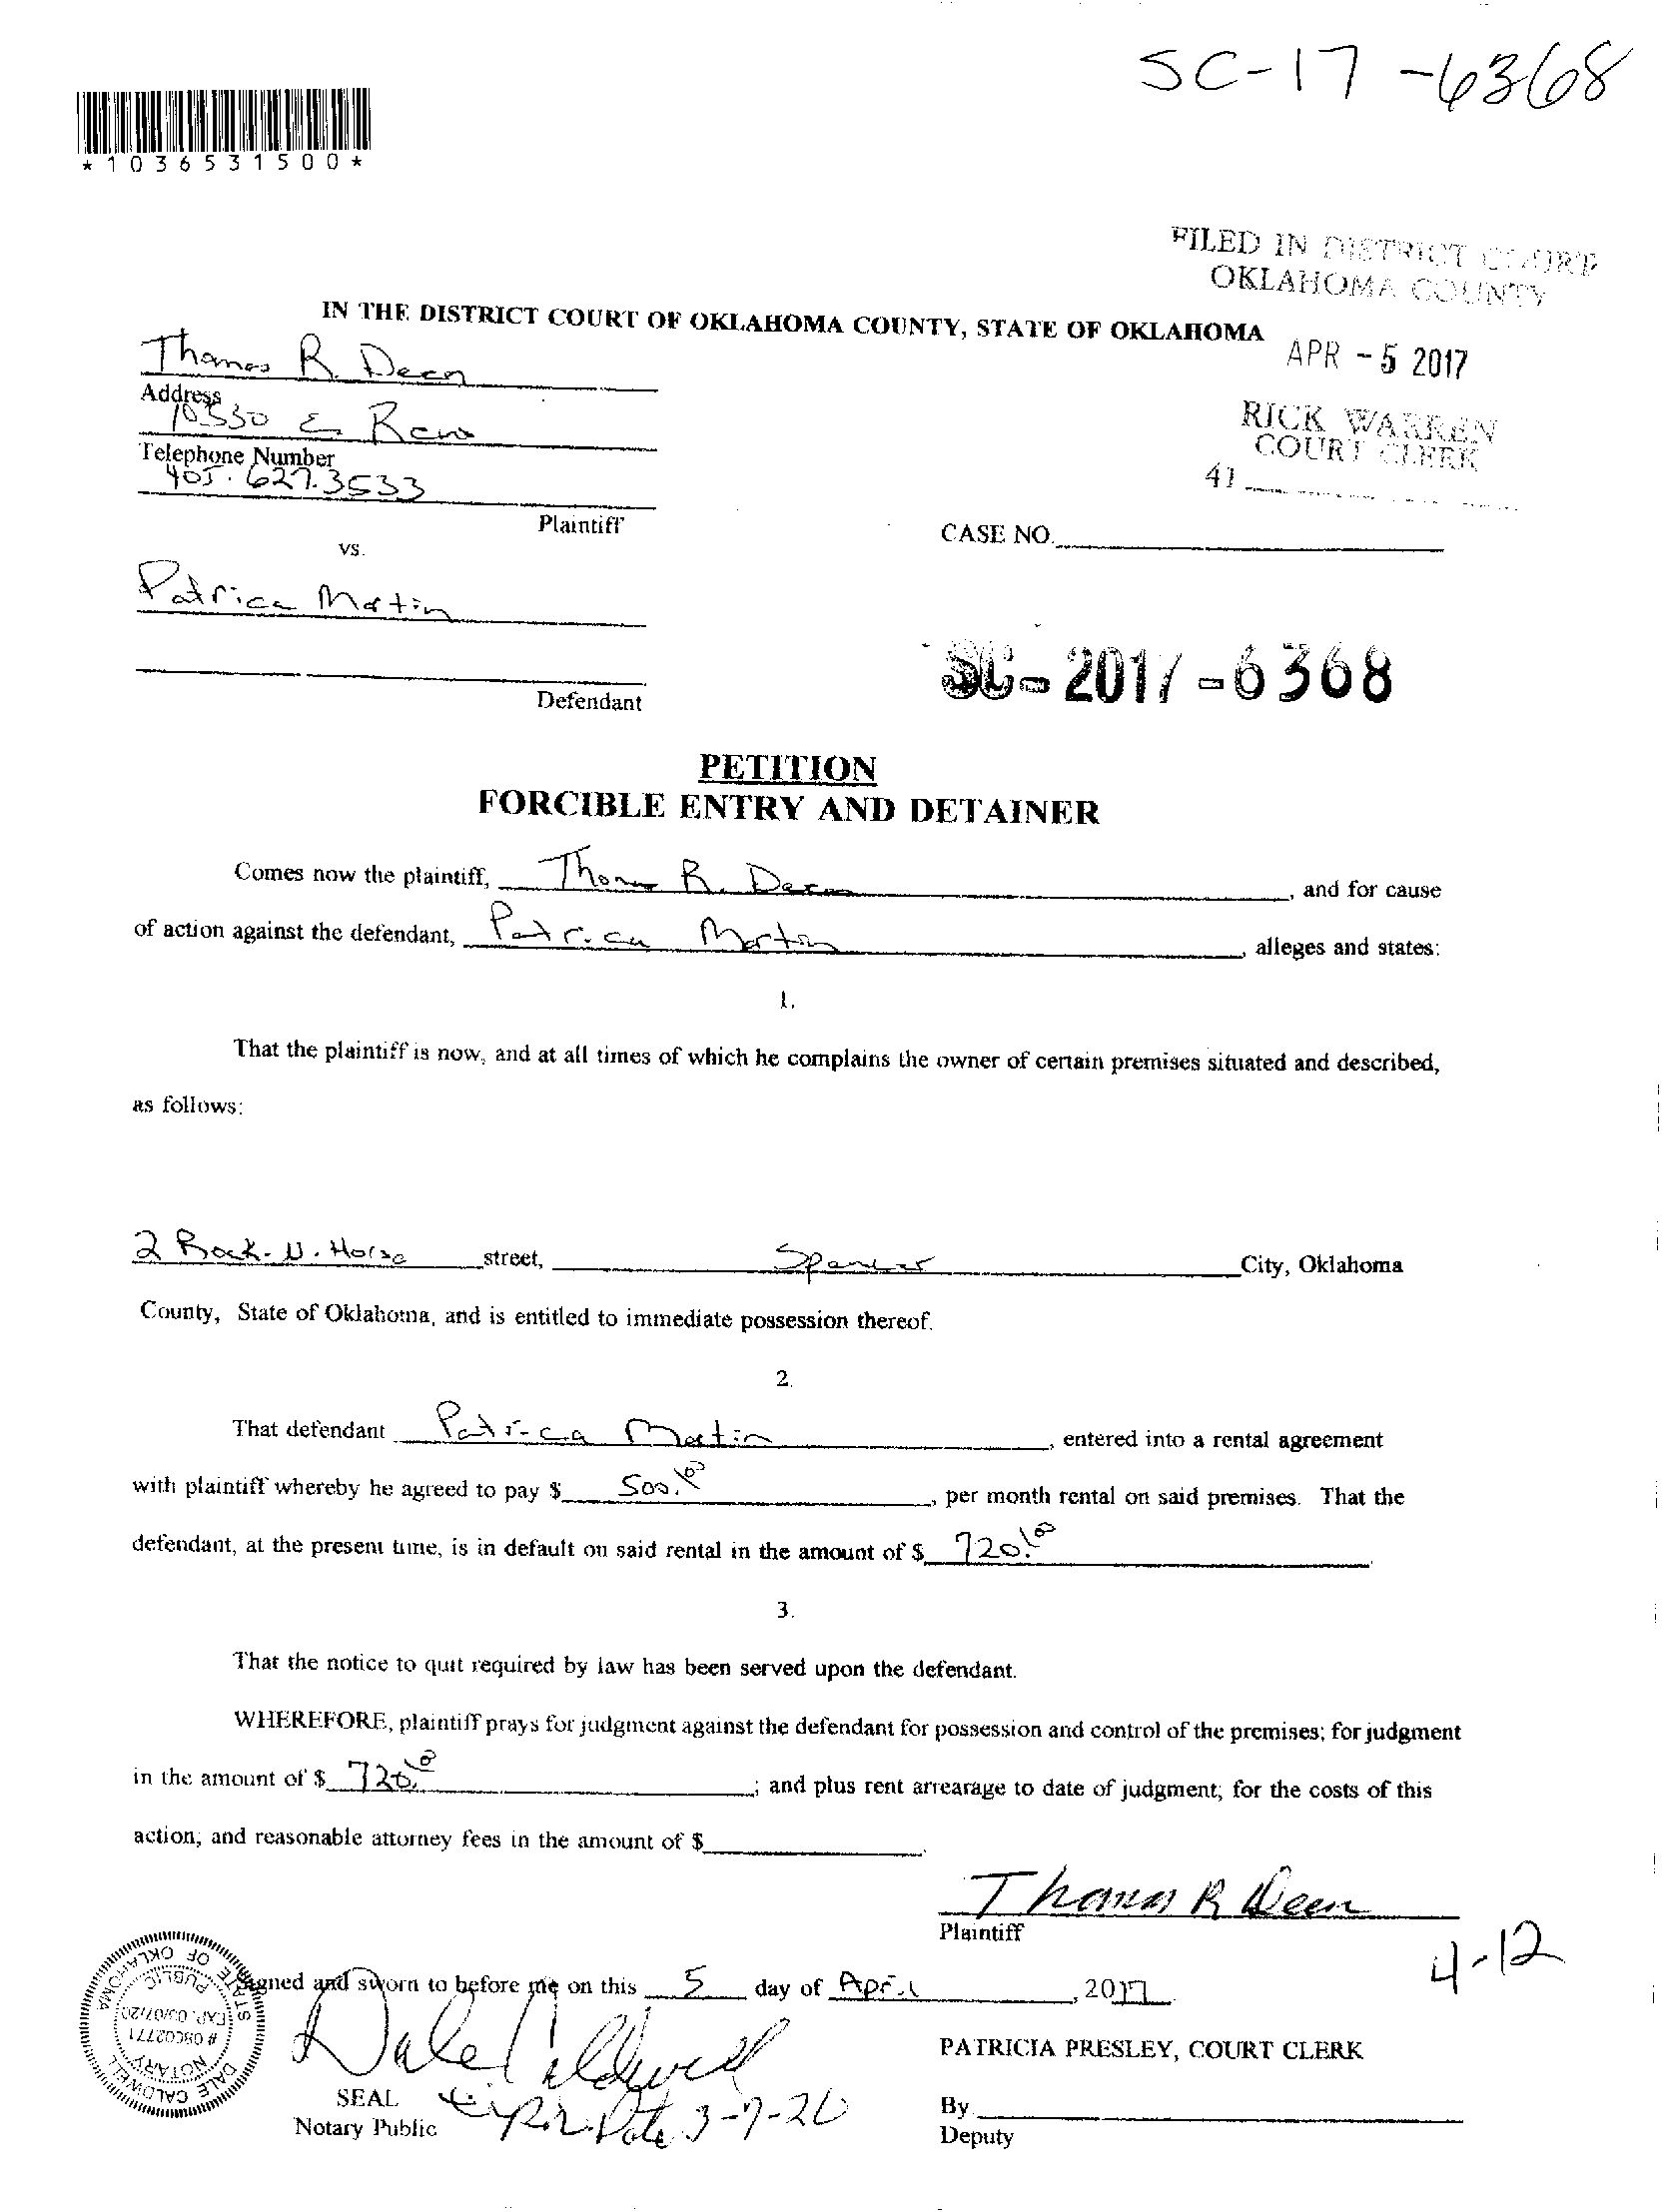 SC-17-6368
*1036531500*
FILED IN DISTRICT COURT
OKLAHOMA COUNTY
IN THE DISTRICT COURT OF OKLAHOMA COUNTY, STATE OF OKLAHOMA
APR -5 2017
Thomas R. Deen
Address
10530 E Reno
RICK WARREN
COURT CLERK
Telephone Number
405.627.3533
41
Plaintiff
CASE NO.
vs.
Patrica Martin
SC-2017-6368
Defendant
PETITION
FORCIBLE ENTRY AND DETAINER
Comes now the plaintiff, Thomas R. Deen, and for cause
of action against the defendant, Patrica Martin, alleges and states:
1.
That the plaintiff is now, and at all times of which he complains the owner of certain premises situated and described,
as follows:
2 Rock-N-Horse street, Spencer City, Oklahoma
County, State of Oklahoma, and is entitled to immediate possession thereof.
2.
That defendant Patrica Martin, entered into a rental agreement
with plaintiff whereby he agreed to pay $ 500.00, per month rental on said premises. That the
defendant, at the present time, is in default on said rental in the amount of $ 720.00.
3.
That the notice to quit required by law has been served upon the defendant.
WHEREFORE, plaintiff prays for judgment against the defendant for possession and control of the premises; for judgment
in the amount of $ 720.00; and plus rent arrearage to date of judgment; for the costs of this
action; and reasonable attorney fees in the amount of $.
Thomas R Deen
Plaintiff
4-12
Signed and sworn to before me on this 5 day of April, 2017
DALE CALDWELL NOTARY PUBLIC STATE OF OKLAHOMA
# 08002771
EXP. 03/07/20
Dale Caldwell
PATRICIA PRESLEY, COURT CLERK
SEAL
Notary Public
Date 3-7-20
By
Deputy